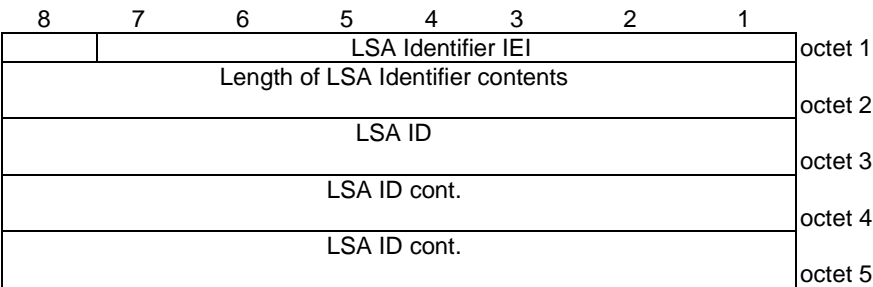 8 7 6 5 4 3 2 1
LSA Identifier IEI octet 1
Length of LSA Identifier contents
octet 2
LSA ID
octet 3
LSA ID cont.
octet 4
LSA ID cont.
octet 5